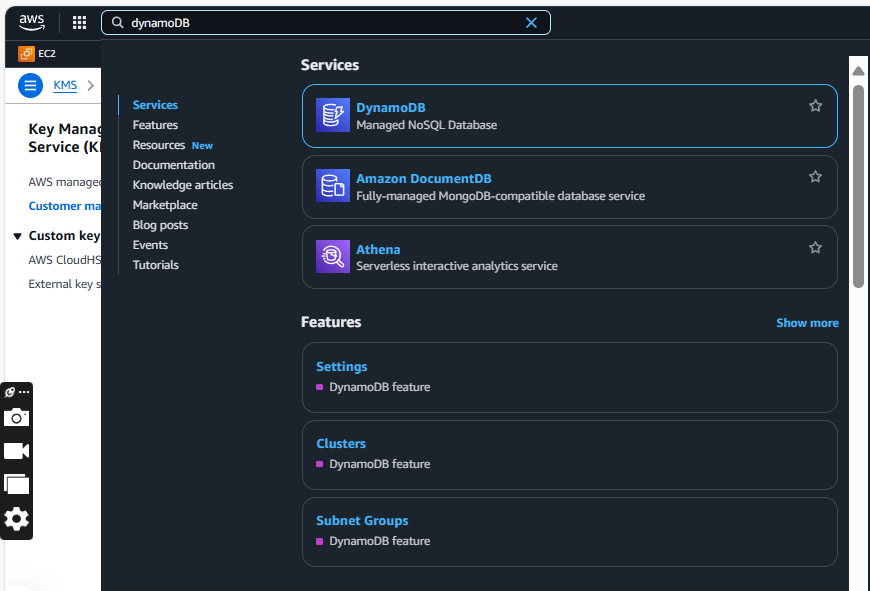 aws
dynamoDB
EC2
KMS
Key Manag
Service (KM
AWS managed
Customer ma
Custom key
AWS CloudHS
External key s
Services
Features
Resources New
Documentation
Knowledge articles
Marketplace
Blog posts
Events
Tutorials
Services
DynamoDB
Managed NoSQL Database
Amazon DocumentDB
Fully-managed MongoDB-compatible database service
Athena
Serverless interactive analytics service
Features
Show more
Settings
DynamoDB feature
Clusters
DynamoDB feature
Subnet Groups
DynamoDB feature